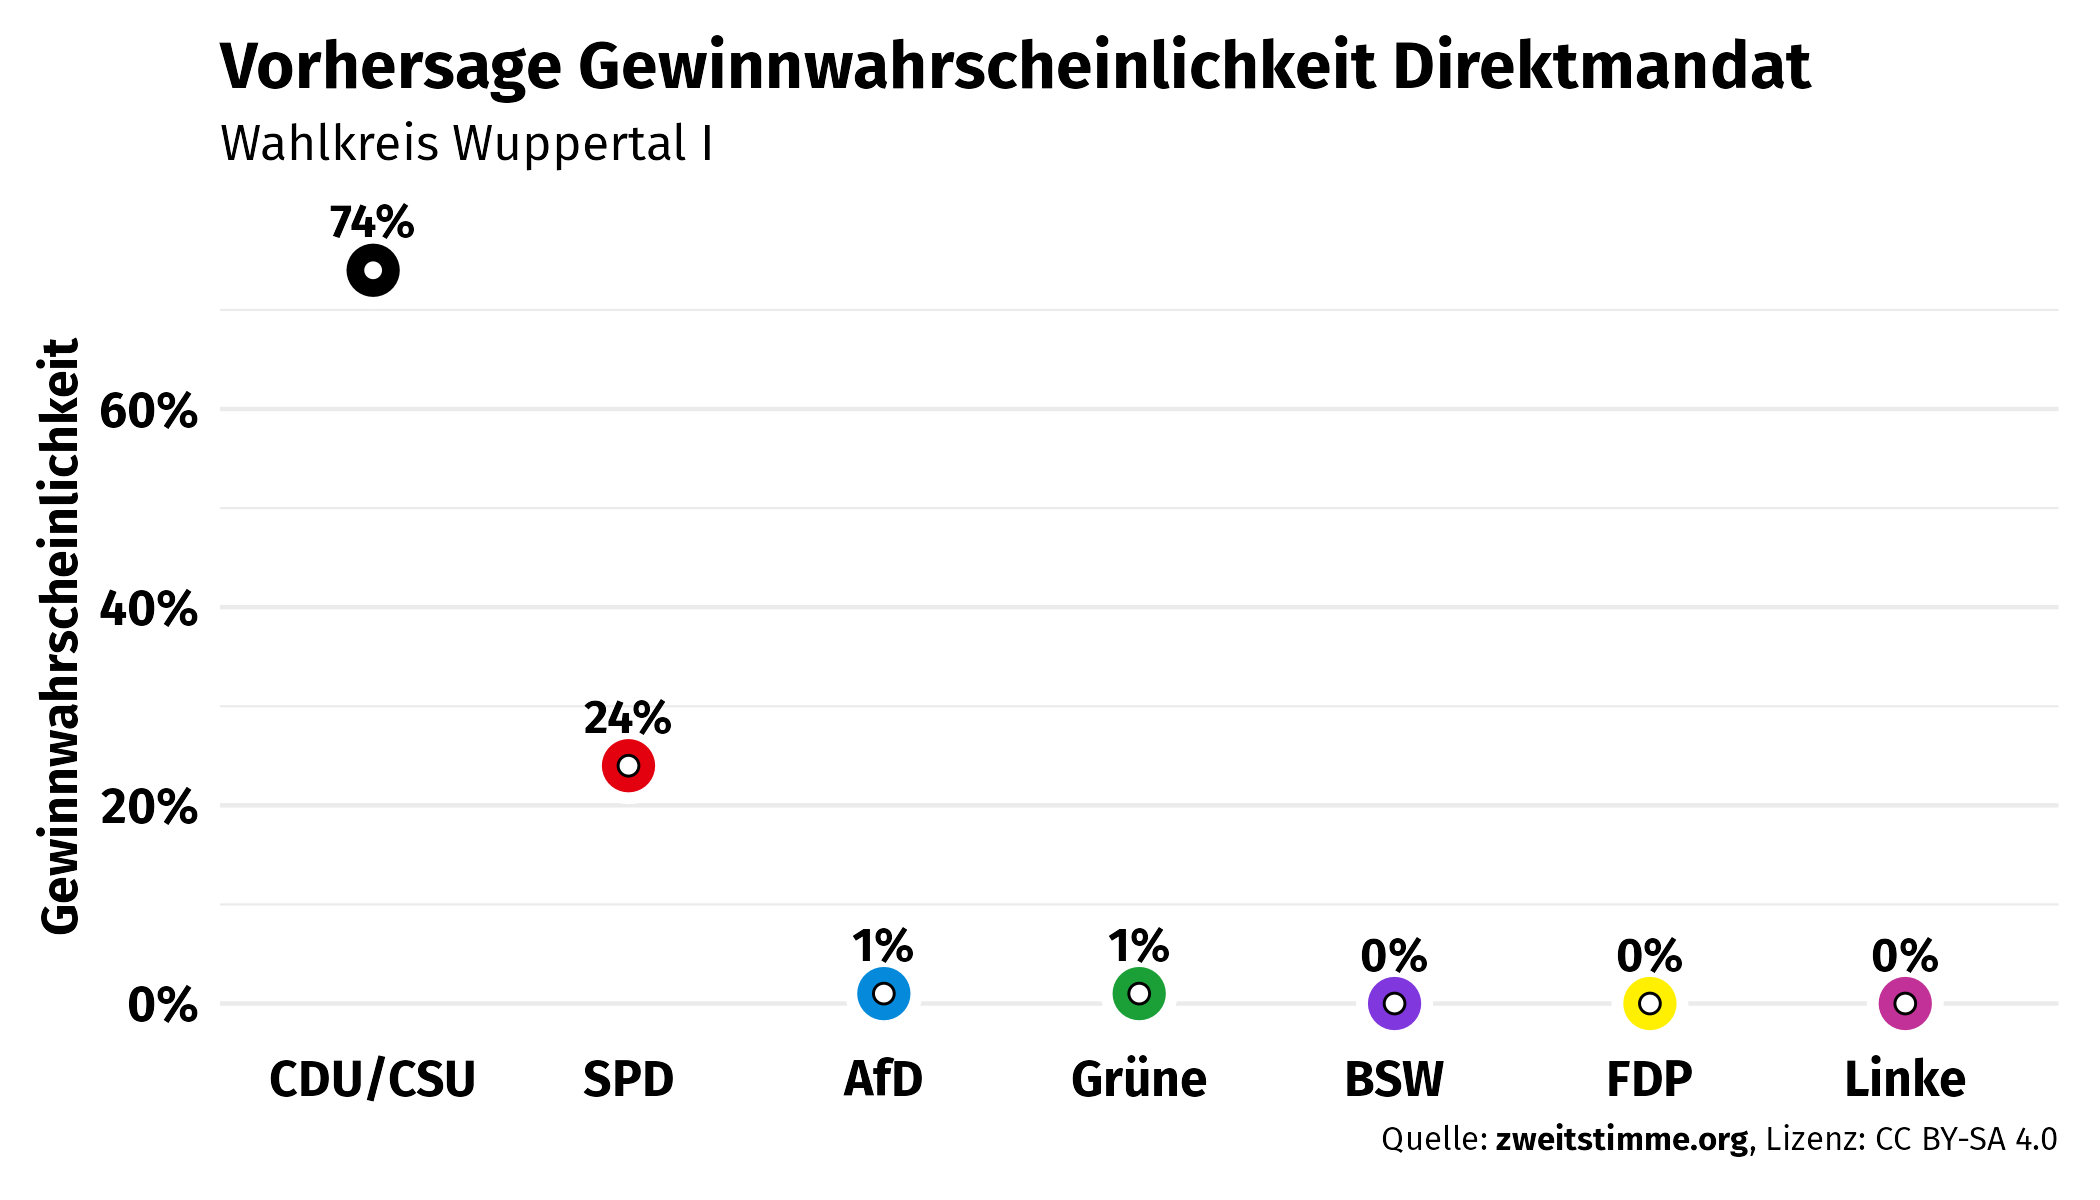 Vorhersage Gewinnwahrscheinlichkeit Direktmandat
Wahlkreis Wuppertal I
74%
Gewinnwahrscheinlichkeit
60%
40%
24%
20%
1%
1%
0%
0%
0%
0%
CDU/CSU
SPD
AfD
Grüne
BSW
FDP
Linke
Quelle: zweitstimme.org, Lizenz: CC BY-SA 4.0